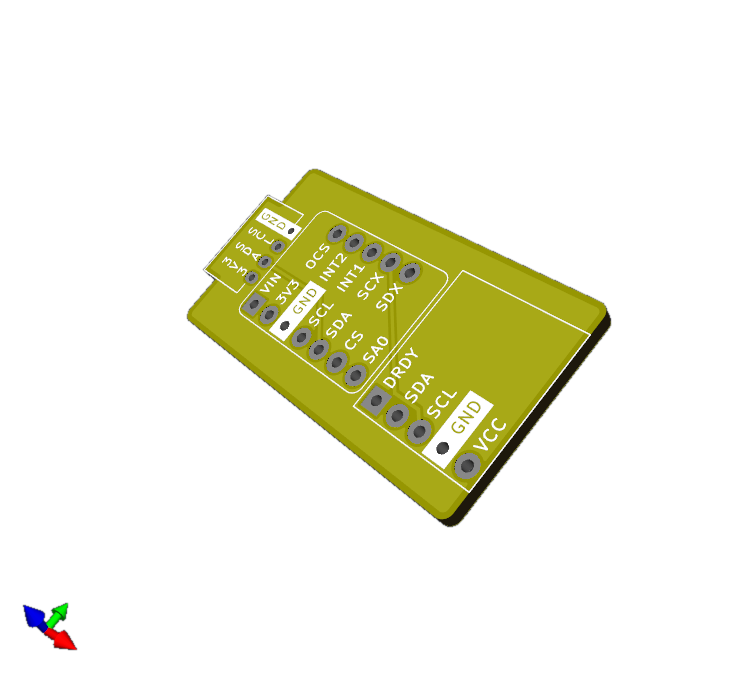 GND
SCL
SDA
3V3
OCS
INT2
INT1
SCX
SDX
VIN
3V3
GND
SCL
SDA
CS
SA0
DRDY
SDA
SCL
GND
VCC